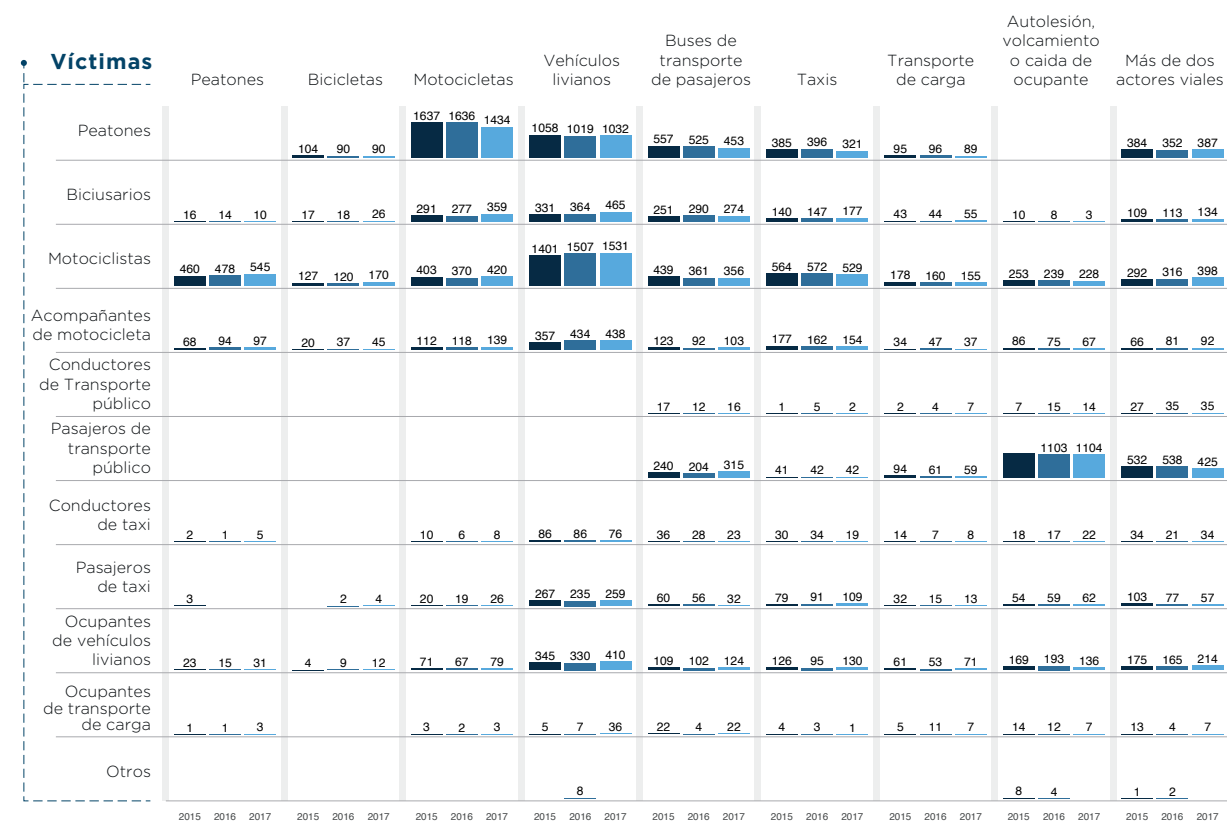 Víctimas
Peatones
Bicicletas
Motocicletas
Vehículos
livianos
Buses de
transporte
de pasajeros
Taxis
Transporte
de carga
Autolesión,
volcamiento
o caida de
ocupante
Más de dos
actores viales
Peatones
104 90 90
1637 1636 1434
1058 1019 1032
557 525 453
385 396 321
95 96 89
384 352 387
Biciusarios
16 14 10
17 18 26
291 277 359
331 364 465
251 290 274
140 147 177
43 44 55
10 8 3
109 113 134
Motociclistas
460 478 545
127 120 170
403 370 420
1401 1507 1531
439 361 356
564 572 529
178 160 155
253 239 228
292 316 398
Acompañantes
de motocicleta
68 94 97
20 37 45
112 118 139
357 434 438
123 92 103
177 162 154
34 47 37
86 75 67
66 81 92
Conductores
de Transporte
público
17 12 16
1 5 2
2 4 7
7 15 14
27 35 35
Pasajeros de
transporte
público
240 204 315
41 42 42
94 61 59
1103 1104
532 538 425
Conductores
de taxi
2 1 5
10 6 8
86 86 76
36 28 23
30 34 19
14 7 8
18 17 22
34 21 34
Pasajeros
de taxi
3
2 4
20 19 26
267 235 259
60 56 32
79 91 109
32 15 13
54 59 62
103 77 57
Ocupantes
de vehículos
livianos
23 15 31
4 9 12
71 67 79
345 330 410
109 102 124
126 95 130
61 53 71
169 193 136
175 165 214
Ocupantes
de transporte
de carga
1 1 3
3 2 3
5 7 36
22 4 22
4 3 1
5 11 7
14 12 7
13 4 7
Otros
8
8 4
1 2
2015 2016 2017
2015 2016 2017
2015 2016 2017
2015 2016 2017
2015 2016 2017
2015 2016 2017
2015 2016 2017
2015 2016 2017
2015 2016 2017